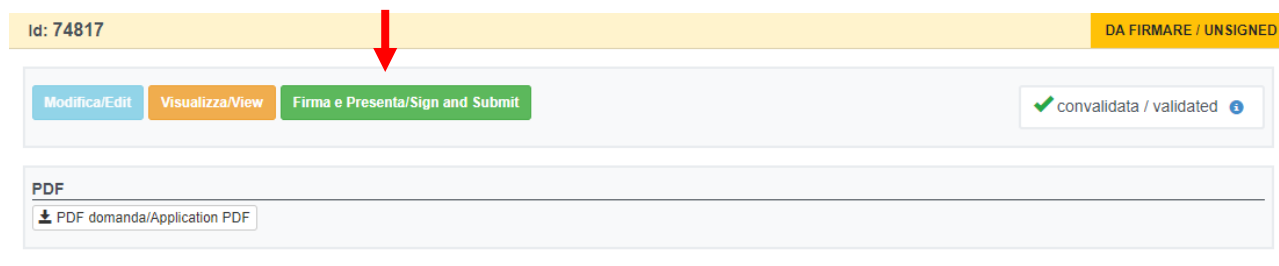 Id: 74817 DA FIRMARE / UNSIGNED
Modifica/Edit Visualizza/View Firma e Presenta/Sign and Submit convalidata / validated
PDF
PDF domanda/Application PDF